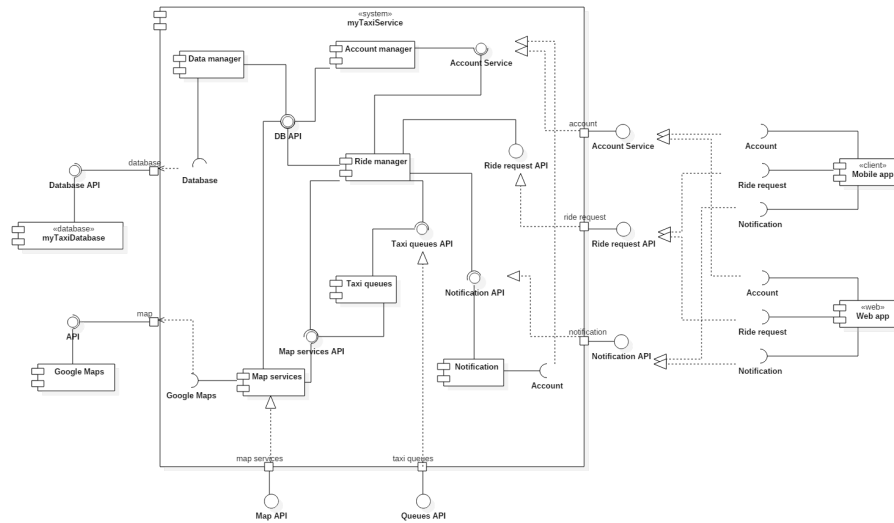 «system»
myTaxiService
Data manager
Account manager
Account Service
DB API
account
Account Service
Account
database
Database API
Database
Ride manager
Ride request API
Ride request
«client»
Mobile app
«database»
myTaxiDatabase
Notification
ride request
Ride request API
Taxi queues API
Taxi queues
Notification API
Account
map
API
«web»
Web app
Ride request
notification
Notification API
Map services API
Google Maps
Map services
Google Maps
Notification
Account
Notification
map services
taxi queues
Map API
Queues API